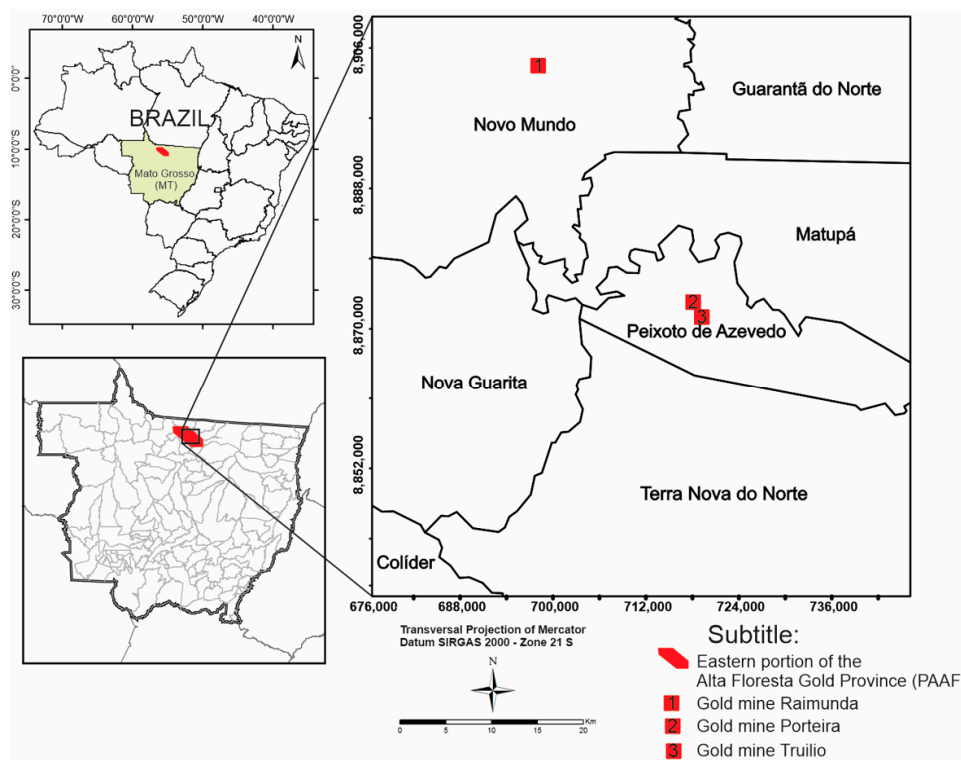 70°0'0"W 60°0'0"W 50°0'0"W 40°0'0"W
N
0°0'0"
10°0'0"S
20°0'0"S
30°0'0"S
BRAZIL
Mato Grosso
(MT)
8,906,000
8,888,000
8,870,000
8,852,000
1
Novo Mundo
Guarantã do Norte
Matupá
2
3
Peixoto de Azevedo
Nova Guarita
Terra Nova do Norte
Colíder
676,000 688,000 700,000 712,000 724,000 736,000
Transversal Projection of Mercator
Datum SIRGAS 2000 - Zone 21 S
N
0 5 10 15 20 Km
Subtitle:
Eastern portion of the
Alta Floresta Gold Province (PAAF
1 Gold mine Raimunda
2 Gold mine Porteira
3 Gold mine Truilio